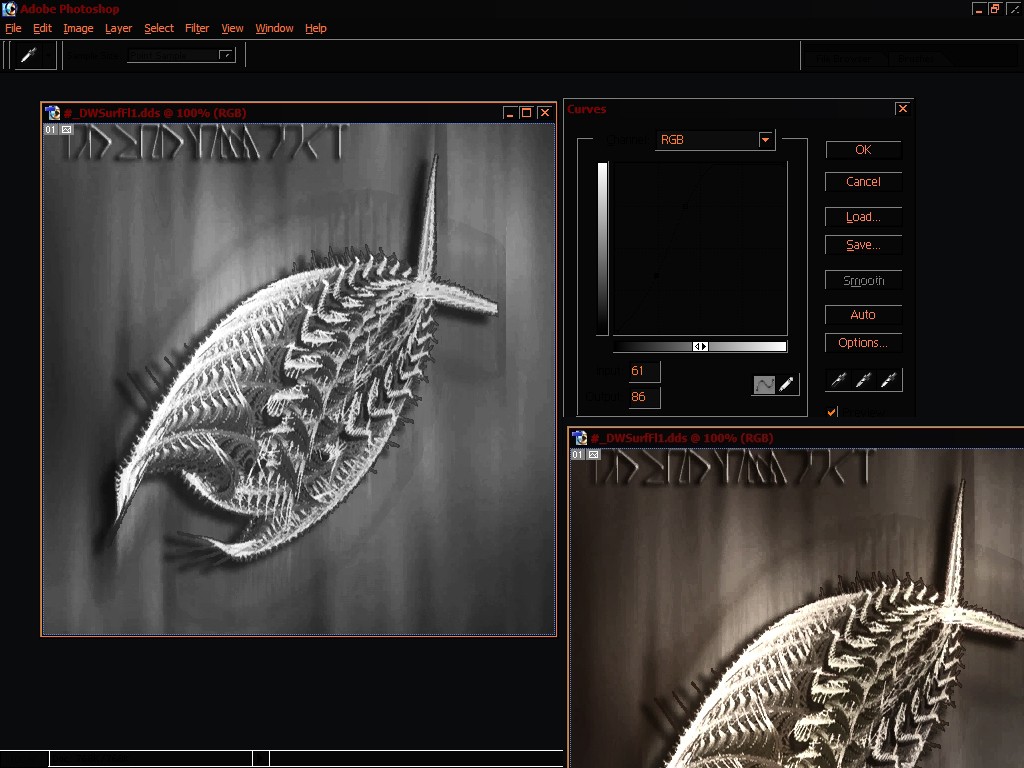 Adobe Photoshop
File Edit Image Layer Select Filter View Window Help
#_DWSurfFl1.dds @ 100% (RGB)
01
Curves
Channel: RGB
OK
Cancel
Load...
Save...
Smooth
Auto
Options...
Input: 61
Output: 86
Preview
#_DWSurfFl1.dds @ 100% (RGB)
01